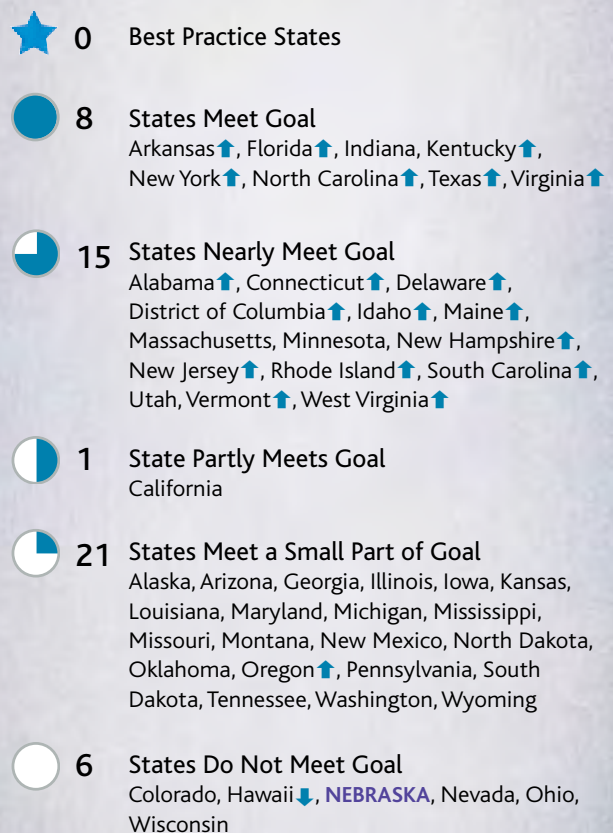 0 Best Practice States
8 States Meet Goal
Arkansas⬆, Florida⬆, Indiana, Kentucky⬆,
New York⬆, North Carolina⬆, Texas⬆, Virginia⬆
15 States Nearly Meet Goal
Alabama⬆, Connecticut⬆, Delaware⬆,
District of Columbia⬆, Idaho⬆, Maine⬆,
Massachusetts, Minnesota, New Hampshire⬆,
New Jersey⬆, Rhode Island⬆, South Carolina⬆,
Utah, Vermont⬆, West Virginia⬆
1 State Partly Meets Goal
California
21 States Meet a Small Part of Goal
Alaska, Arizona, Georgia, Illinois, Iowa, Kansas,
Louisiana, Maryland, Michigan, Mississippi,
Missouri, Montana, New Mexico, North Dakota,
Oklahoma, Oregon⬆, Pennsylvania, South
Dakota, Tennessee, Washington, Wyoming
6 States Do Not Meet Goal
Colorado, Hawaii⬇, NEBRASKA, Nevada, Ohio,
Wisconsin